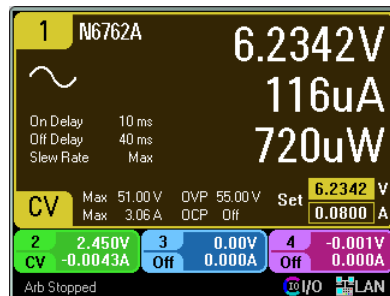 1 N6762A 6.2342V
116uA
On Delay 10 ms
Off Delay 40 ms
Slew Rate Max
720uW
CV Max 51.00 V OVP 55.00 V Set 6.2342 V
Max 3.06 A OCP Off 0.0800 A
2 2.450V 3 0.00V 4 -0.001V
CV -0.0043A Off 0.000A Off 0.000A
Arb Stopped IO I/O LAN